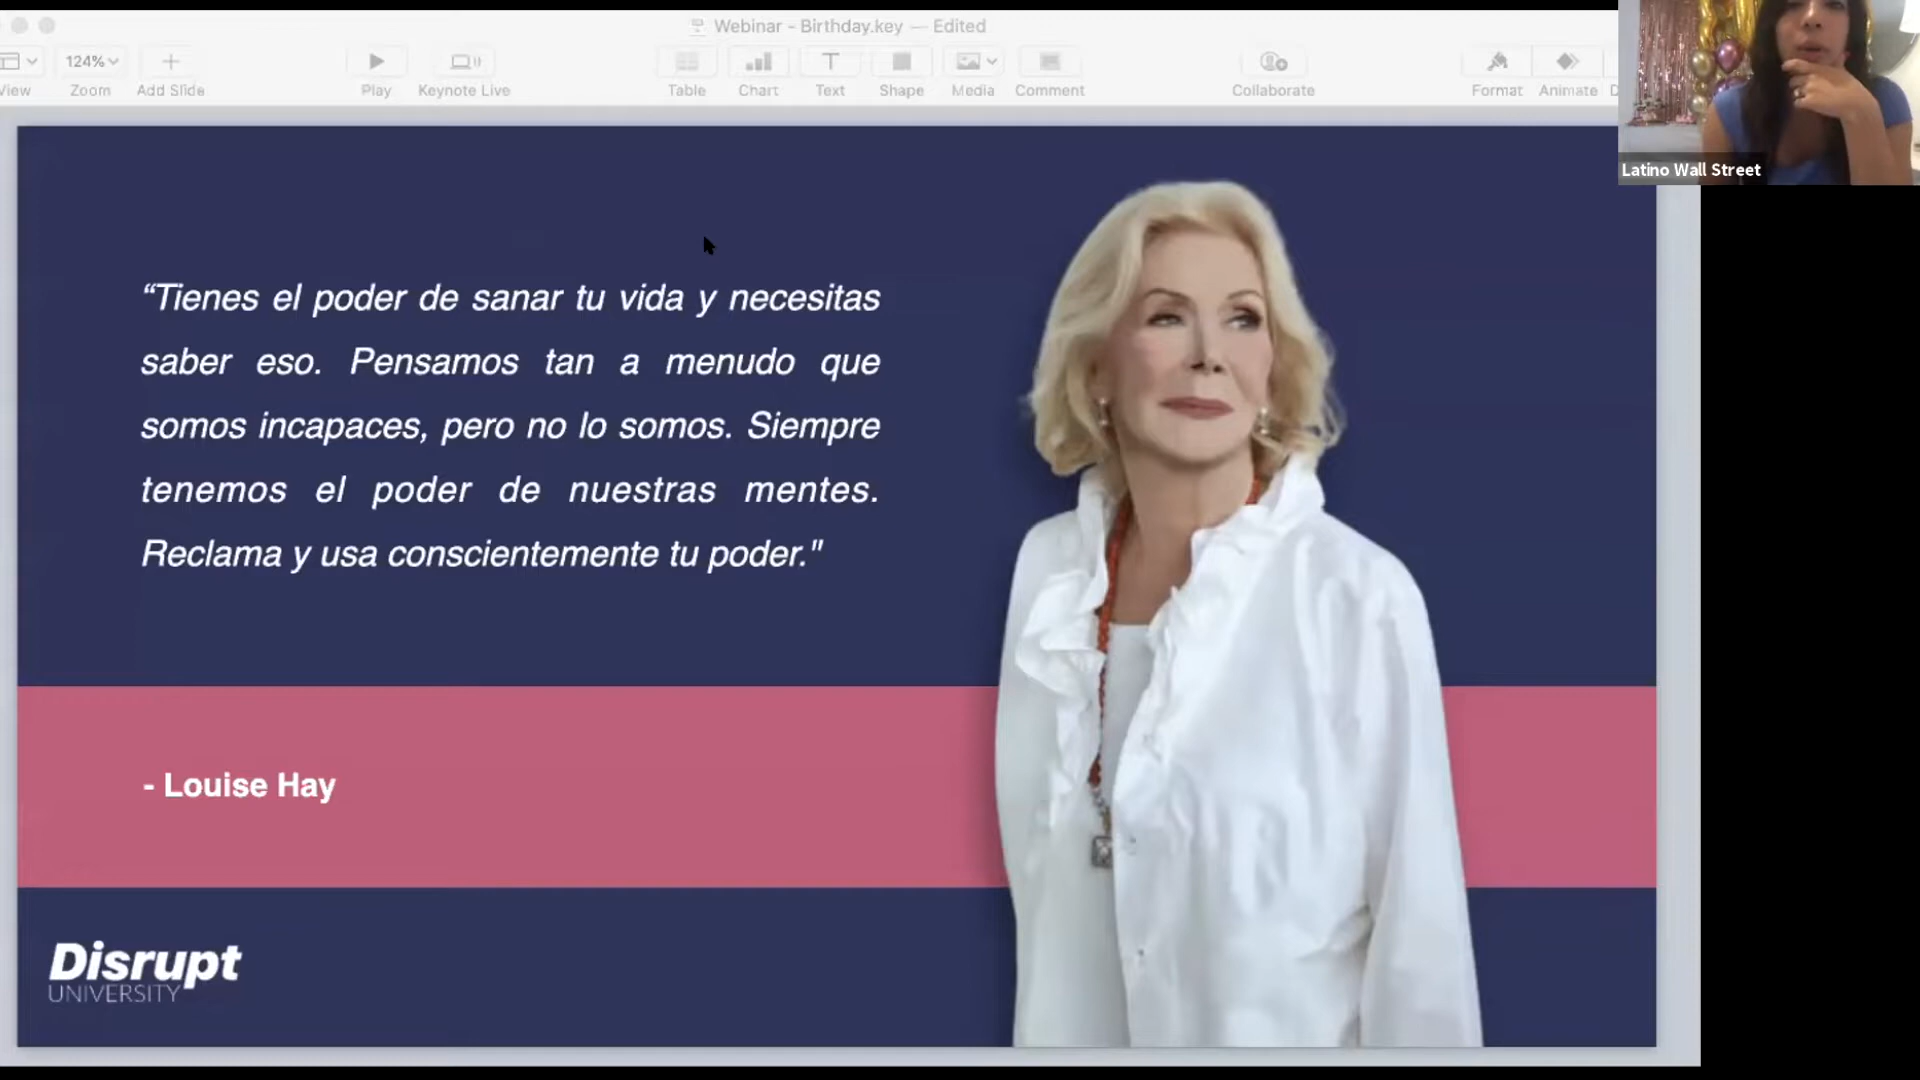 Webinar - Birthday.key — Edited
124%
View
Zoom
Add Slide
Play
Keynote Live
Table
Chart
Text
Shape
Media
Comment
Collaborate
Format
Animate
Latino Wall Street
“Tienes el poder de sanar tu vida y necesitas
saber eso. Pensamos tan a menudo que
somos incapaces, pero no lo somos. Siempre
tenemos el poder de nuestras mentes.
Reclama y usa conscientemente tu poder."
- Louise Hay
Disrupt
UNIVERSITY